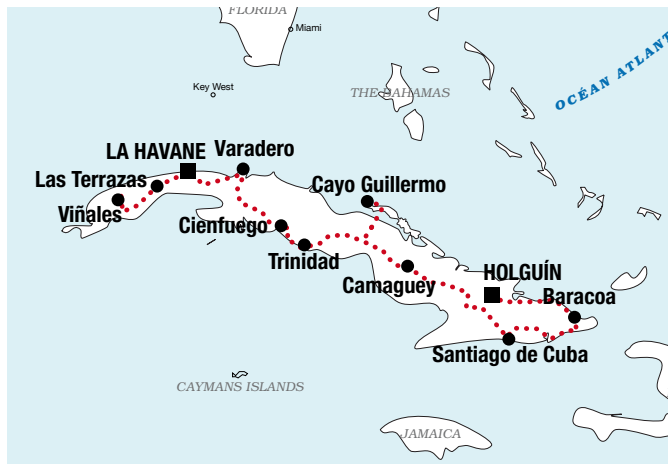 FLORIDA
Miami
Key West
THE BAHAMAS
OCÉAN ATLANT
LA HAVANE
Varadero
Las Terrazas
Viñales
Cayo Guillermo
Cienfuego
Trinidad
Camaguey
HOLGUÍN
Baracoa
Santiago de Cuba
CAYMANS ISLANDS
JAMAICA